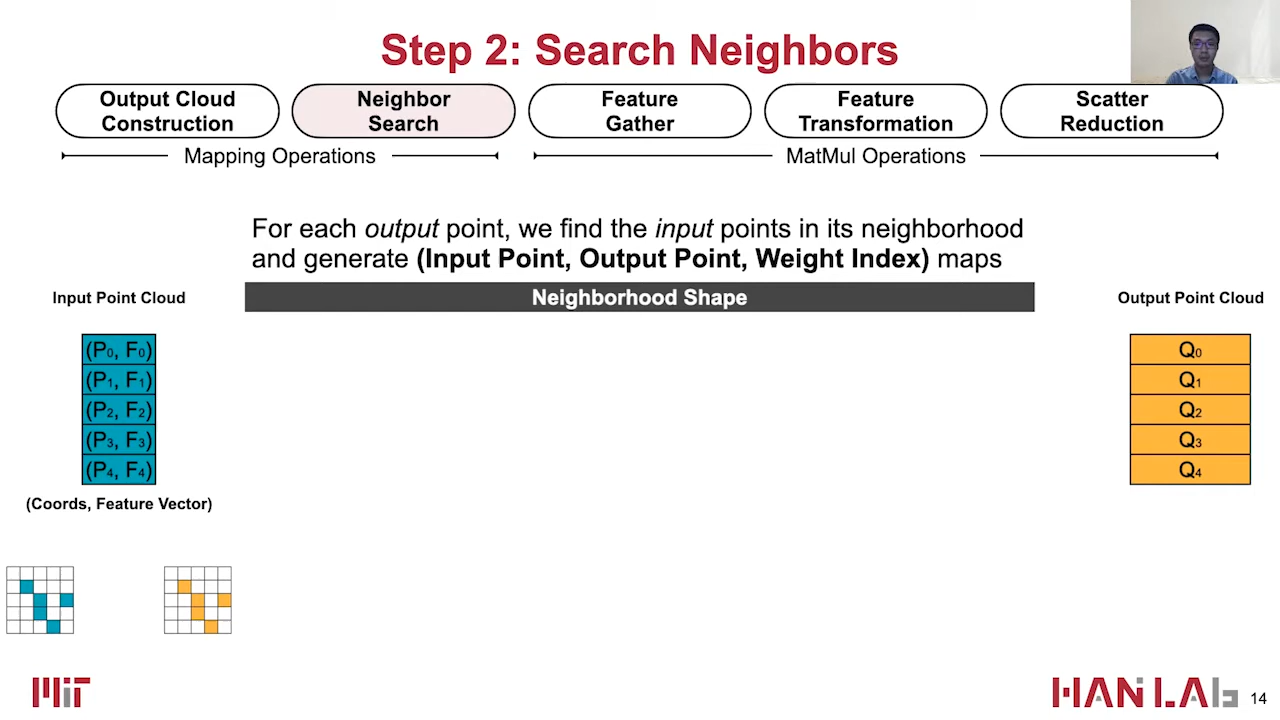 Step 2: Search Neighbors
Output Cloud
Construction
Neighbor
Search
Feature
Gather
Feature
Transformation
Scatter
Reduction
Mapping Operations
MatMul Operations
For each output point, we find the input points in its neighborhood
and generate (Input Point, Output Point, Weight Index) maps
Input Point Cloud
Neighborhood Shape
Output Point Cloud
(P₀, F₀)
(P₁, F₁)
(P₂, F₂)
(P₃, F₃)
(P₄, F₄)
(Coords, Feature Vector)
Q₀
Q₁
Q₂
Q₃
Q₄
MIT
HAN LAB
14